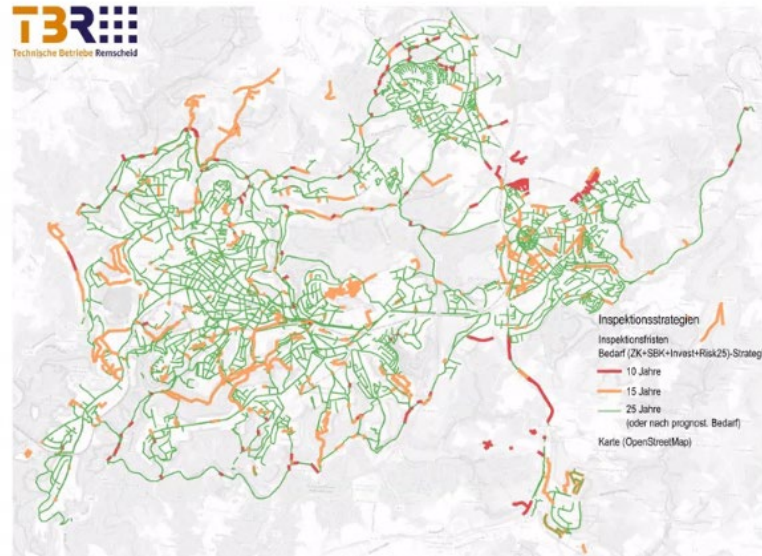 TBR
Technische Betriebe Remscheid
Inspektionsstrategien
Inspektionsfristen
Bedarf (ZK+SBK+Invest+Risk25)-Strateg
10 Jahre
15 Jahre
25 Jahre
(oder nach prognost. Bedarf)
Karte (OpenStreetMap)